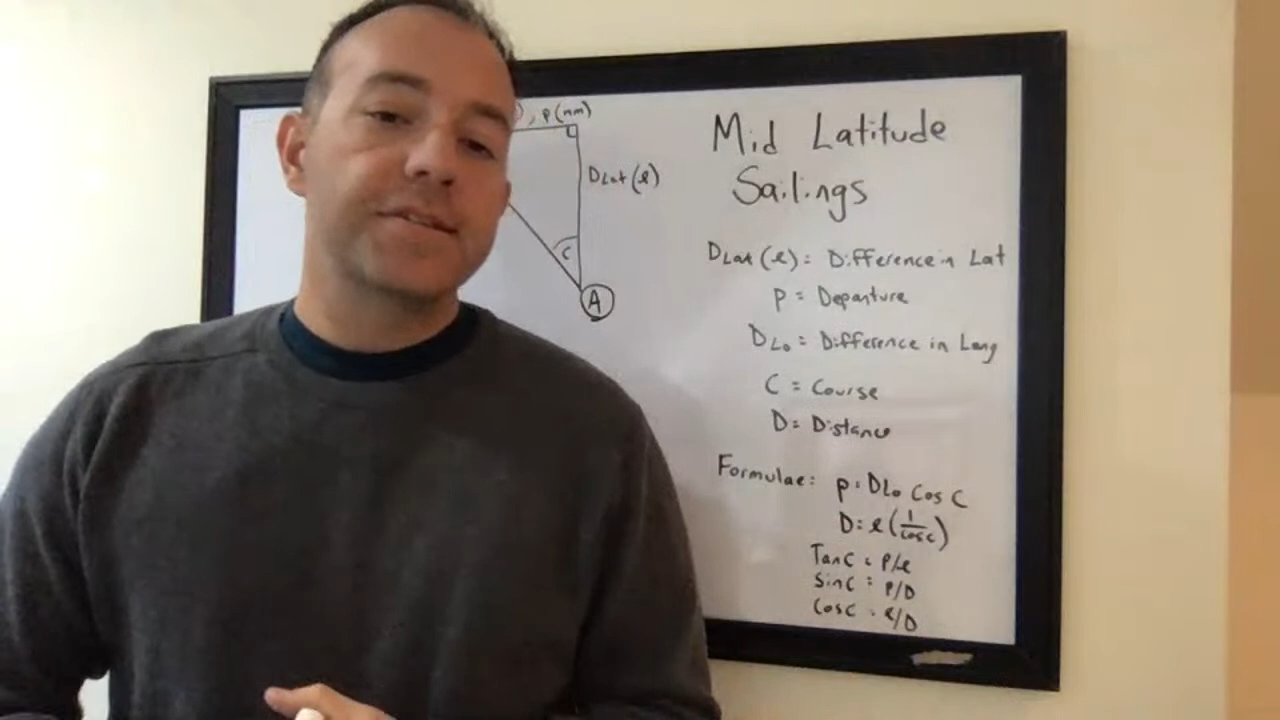 , p(nm)
DLat(ℓ)
C
A
Mid Latitude
Sailings
DLat(ℓ) = Difference in Lat
p = Departure
DLo = Difference in Long
C = Course
D = Distance
Formulae: p = DLo Cos C
D = ℓ(1/cosc)
TanC = P/ℓ
SinC = P/D
CosC = ℓ/D